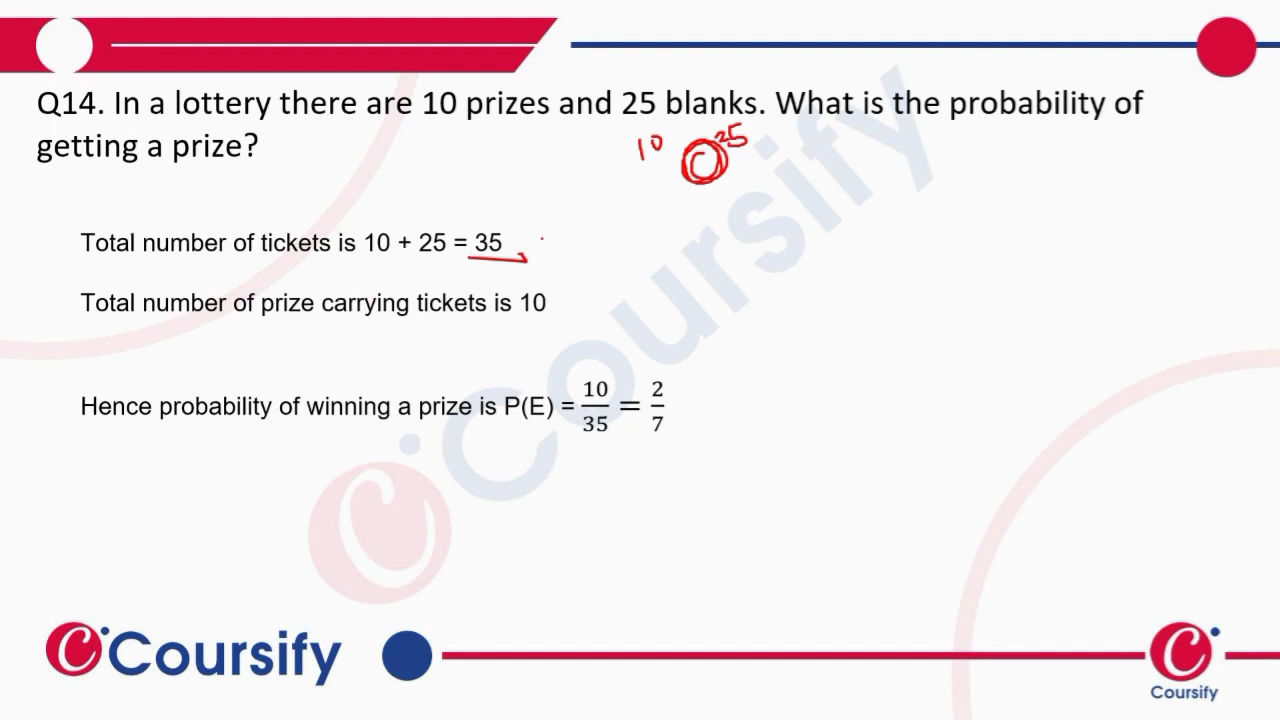 Q14. In a lottery there are 10 prizes and 25 blanks. What is the probability of
getting a prize?
10 25
Total number of tickets is 10 + 25 = 35
Total number of prize carrying tickets is 10
Hence probability of winning a prize is P(E) = 10/35 = 2/7
Coursify
Coursify
Coursify